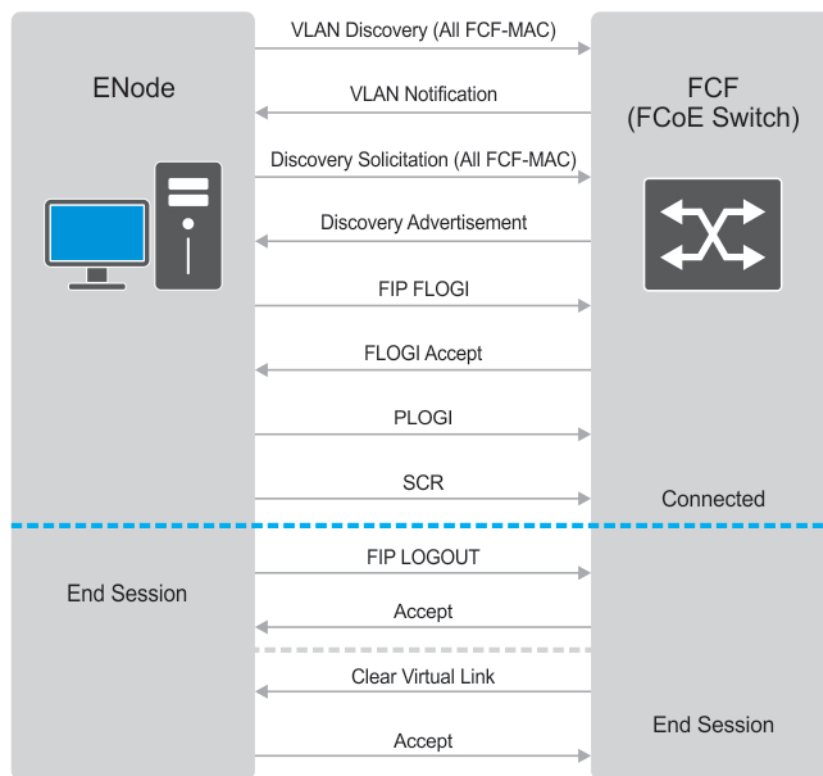 VLAN Discovery (All FCF-MAC)
ENode
FCF
(FCoE Switch)
VLAN Notification
Discovery Solicitation (All FCF-MAC)
Discovery Advertisement
FIP FLOGI
FLOGI Accept
PLOGI
SCR
Connected
FIP LOGOUT
End Session
Accept
Clear Virtual Link
End Session
Accept